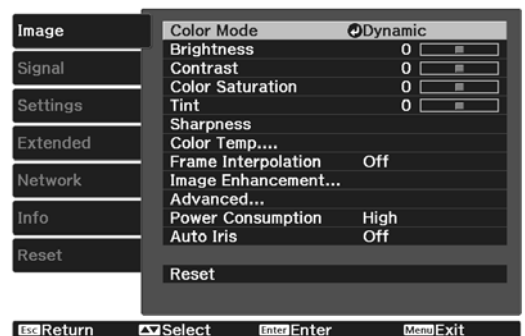 Image
Signal
Settings
Extended
Network
Info
Reset
Color Mode Dynamic
Brightness 0
Contrast 0
Color Saturation 0
Tint 0
Sharpness
Color Temp....
Frame Interpolation Off
Image Enhancement...
Advanced...
Power Consumption High
Auto Iris Off
Reset
Esc Return Select Enter Enter Menu Exit